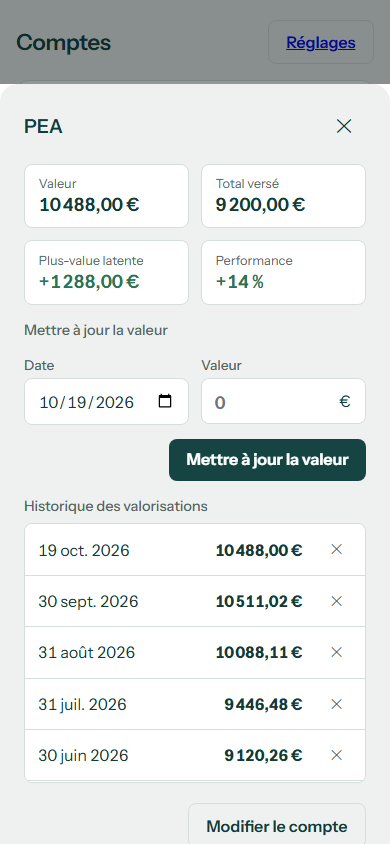 Comptes Réglages
PEA
Valeur Total versé
10 488,00 € 9 200,00 €
Plus-value latente Performance
+1 288,00 € +14 %
Mettre à jour la valeur
Date Valeur
10/19/2026 0 €
Mettre à jour la valeur
Historique des valorisations
19 oct. 2026 10 488,00 €
30 sept. 2026 10 511,02 €
31 août 2026 10 088,11 €
31 juil. 2026 9 446,48 €
30 juin 2026 9 120,26 €
Modifier le compte